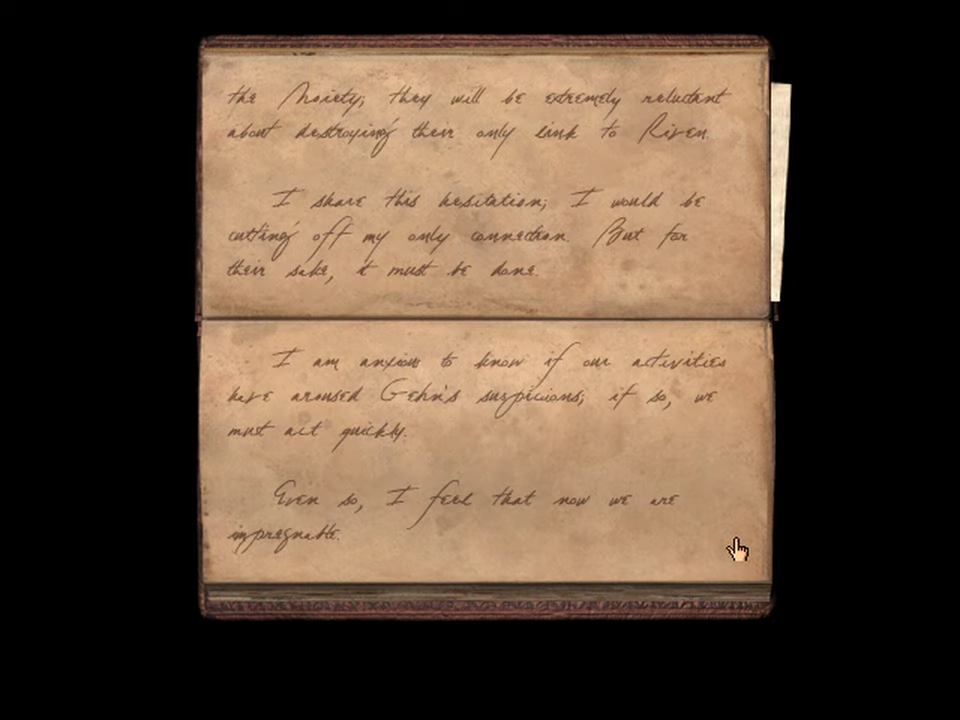 the Moiety; they will be extremely reluctant
about destroying their only link to Riven.
I share this hesitation; I would be
cutting off my only connection. But for
their sake, it must be done.
I am anxious to know if our activities
have aroused Gehn's suspicions; if so, we
must act quickly.
Even so, I feel that now we are
impregnable.